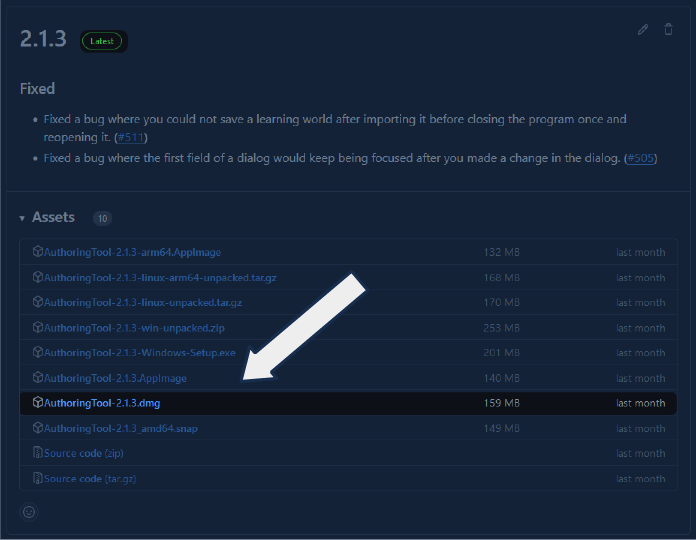 2.1.3 Latest
Fixed
Fixed a bug where you could not save a learning world after importing it before closing the program once and
reopening it. (#511)
Fixed a bug where the first field of a dialog would keep being focused after you made a change in the dialog. (#505)
Assets 10
AuthoringTool-2.1.3-arm64.AppImage 132 MB last month
AuthoringTool-2.1.3-linux-arm64-unpacked.tar.gz 168 MB last month
AuthoringTool-2.1.3-linux-unpacked.tar.gz 170 MB last month
AuthoringTool-2.1.3-win-unpacked.zip 253 MB last month
AuthoringTool-2.1.3-Windows-Setup.exe 201 MB last month
AuthoringTool-2.1.3.AppImage 140 MB last month
AuthoringTool-2.1.3.dmg 159 MB last month
AuthoringTool-2.1.3_amd64.snap 149 MB last month
Source code (zip) last month
Source code (tar.gz) last month